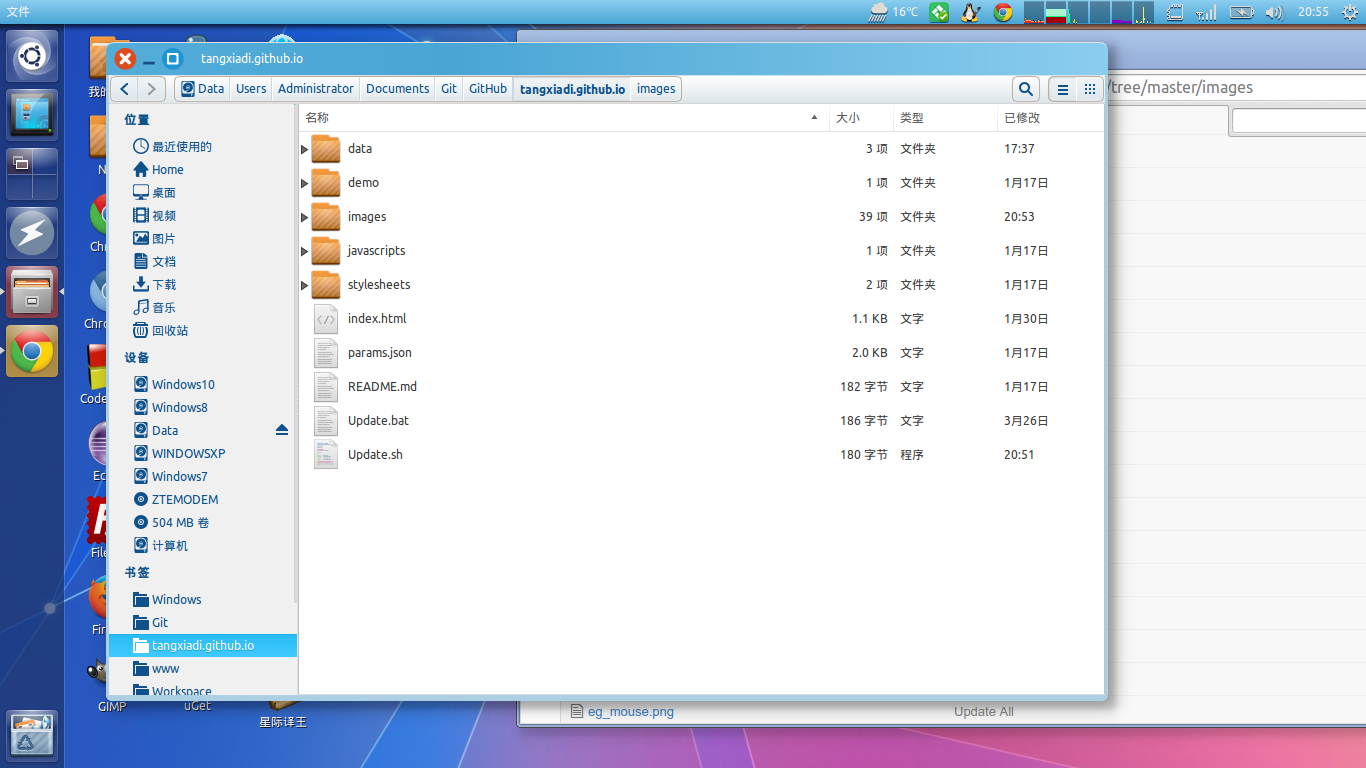 文件
16°C
20:55
tangxiadi.github.io
Data Users Administrator Documents Git GitHub tangxiadi.github.io images
/tree/master/images
位置
最近使用的
Home
桌面
视频
图片
文档
下载
音乐
回收站
设备
Windows10
Windows8
Data
WINDOWSXP
Windows7
ZTEMODEM
504 MB 卷
计算机
书签
Windows
Git
tangxiadi.github.io
www
Workspace
名称 大小 类型 已修改
data 3 项 文件夹 17:37
demo 1 项 文件夹 1月17日
images 39 项 文件夹 20:53
javascripts 1 项 文件夹 1月17日
stylesheets 2 项 文件夹 1月17日
index.html 1.1 KB 文字 1月30日
params.json 2.0 KB 文字 1月17日
README.md 182 字节 文字 1月17日
Update.bat 186 字节 文字 3月26日
Update.sh 180 字节 程序 20:51
我的
N
Chr
Chro
Code
Ec
File
Fir
GIMP
uGet
星际译王
eg_mouse.png Update All